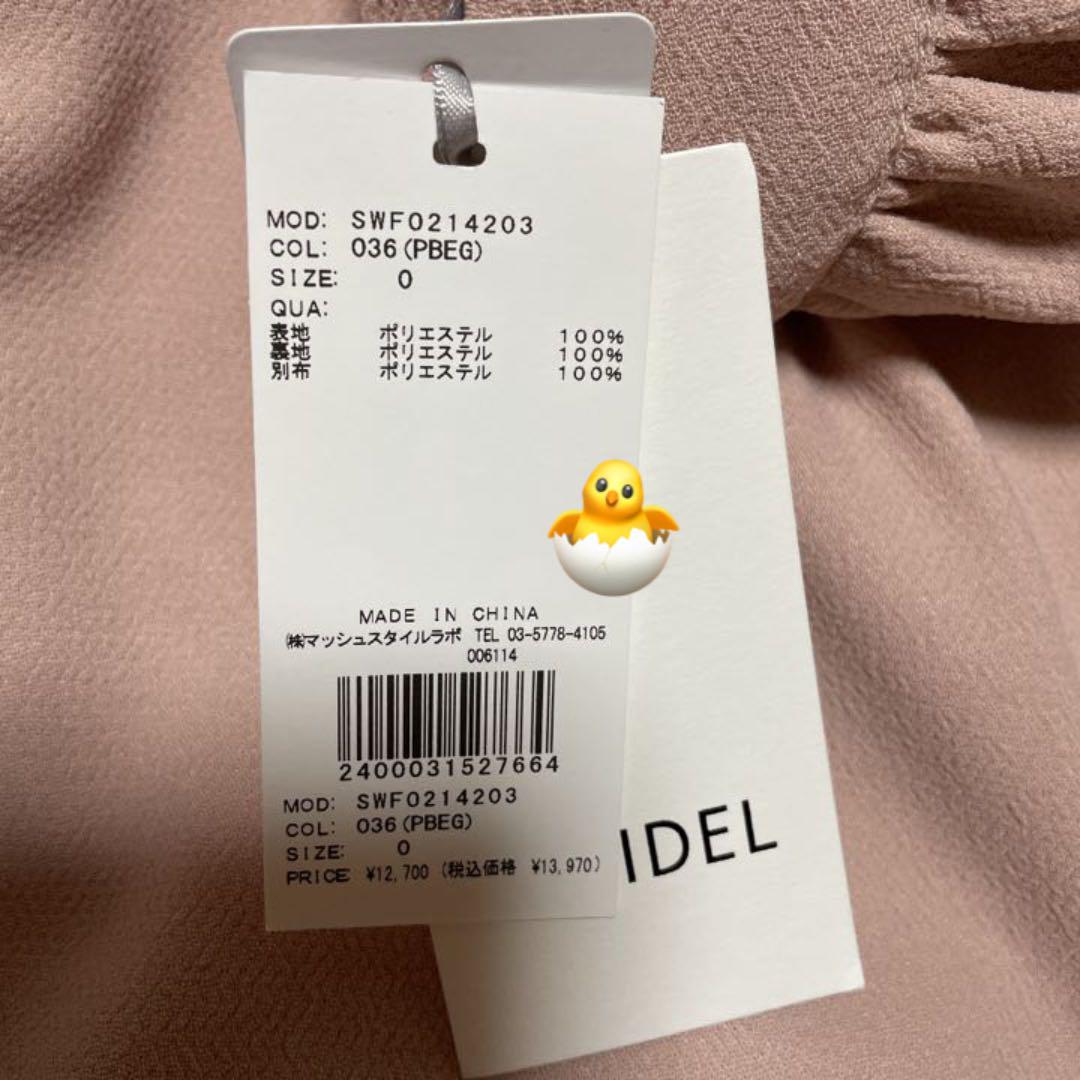 MOD: SWF0214203
COL: 036(PBEG)
SIZE: 0
QUA:
表地 ポリエステル 100%
裏地 ポリエステル 100%
別布 ポリエステル 100%
MADE IN CHINA
㈱マッシュスタイルラボ TEL 03-5778-4105
006114
2400031527664
MOD: SWF0214203
COL: 036(PBEG)
SIZE: 0
PRICE ¥12,700 (税込価格 ¥13,970)
IDEL